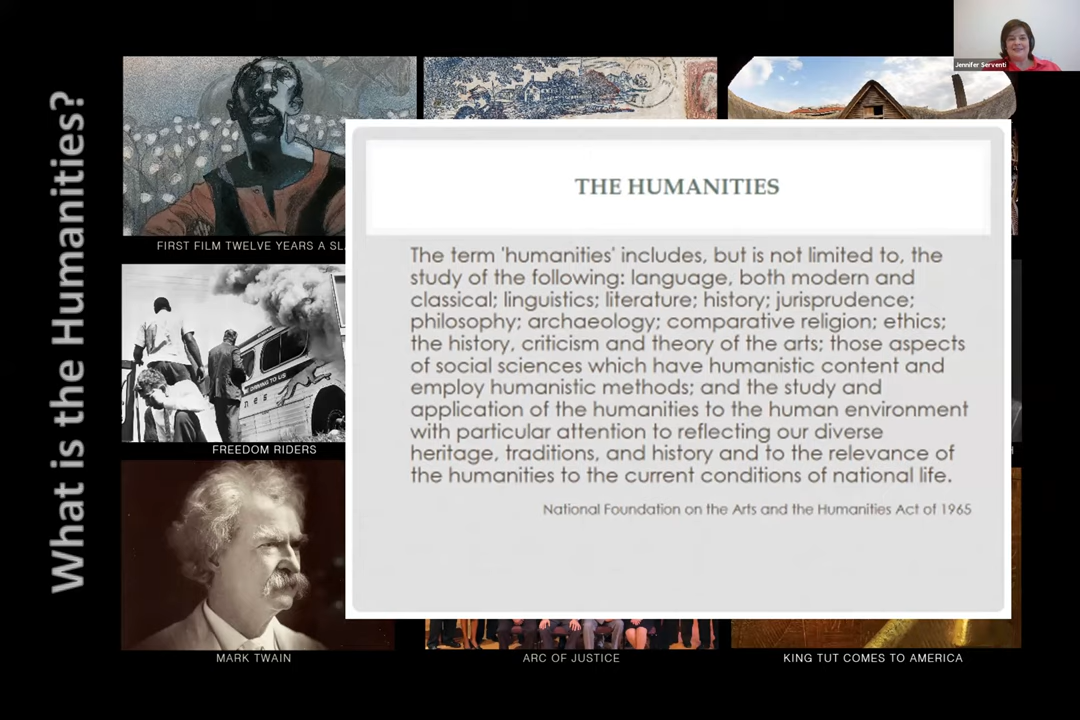 What is the Humanities?
Jennifer Serventi
FIRST FILM TWELVE YEARS A SL
THE HUMANITIES
The term 'humanities' includes, but is not limited to, the
study of the following: language, both modern and
classical; linguistics; literature; history; jurisprudence;
philosophy; archaeology; comparative religion; ethics;
the history, criticism and theory of the arts; those aspects
of social sciences which have humanistic content and
employ humanistic methods; and the study and
application of the humanities to the human environment
with particular attention to reflecting our diverse
heritage, traditions, and history and to the relevance of
the humanities to the current conditions of national life.
National Foundation on the Arts and the Humanities Act of 1965
FREEDOM RIDERS
MARK TWAIN
ARC OF JUSTICE
KING TUT COMES TO AMERICA